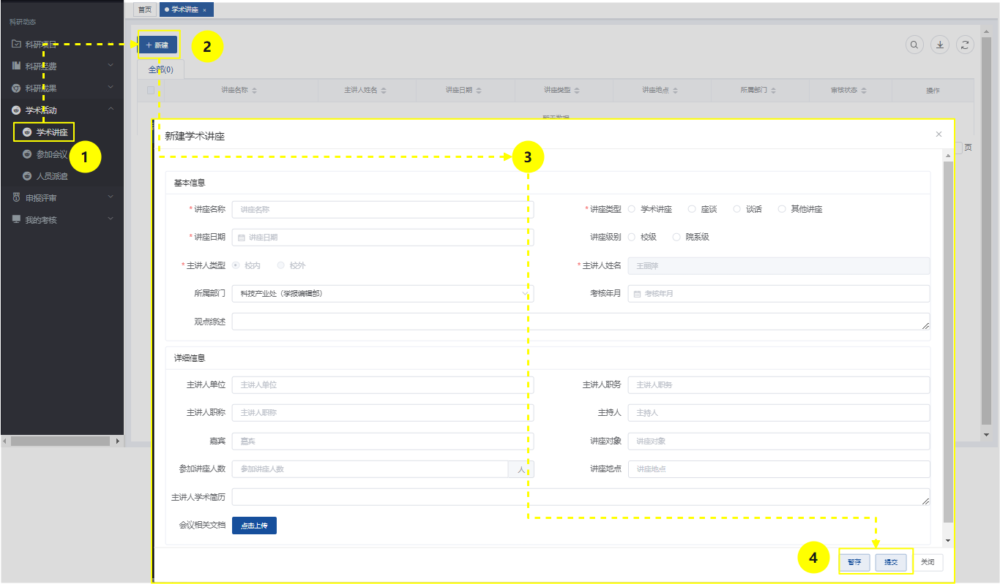 首页
学术讲座 ×
科研动态
科研项目
科研经费
科研成果
学术活动
学术讲座
参加会议
人员派遣
申报评审
我的考核
1
+ 新建
2
全部(0)
讲座名称 主讲人姓名 讲座日期 讲座类型 讲座地点 所属部门 审核状态 操作
暂无数据
页
新建学术讲座 ×
3
基本信息
* 讲座名称 讲座名称 * 讲座类型 学术讲座 座谈 谈话 其他讲座
* 讲座日期 讲座日期 讲座级别 校级 院系级
* 主讲人类型 校内 校外 * 主讲人姓名 王丽萍
所属部门 科技产业处（学报编辑部） 考核年月 考核年月
观点综述
详细信息
主讲人单位 主讲人单位 主讲人职务 主讲人职务
主讲人职称 主讲人职称 主持人 主持人
嘉宾 嘉宾 讲座对象 讲座对象
参加讲座人数 参加讲座人数 人 讲座地点 讲座地点
主讲人学术简历
会议相关文档 点击上传
4 暂存 提交 关闭